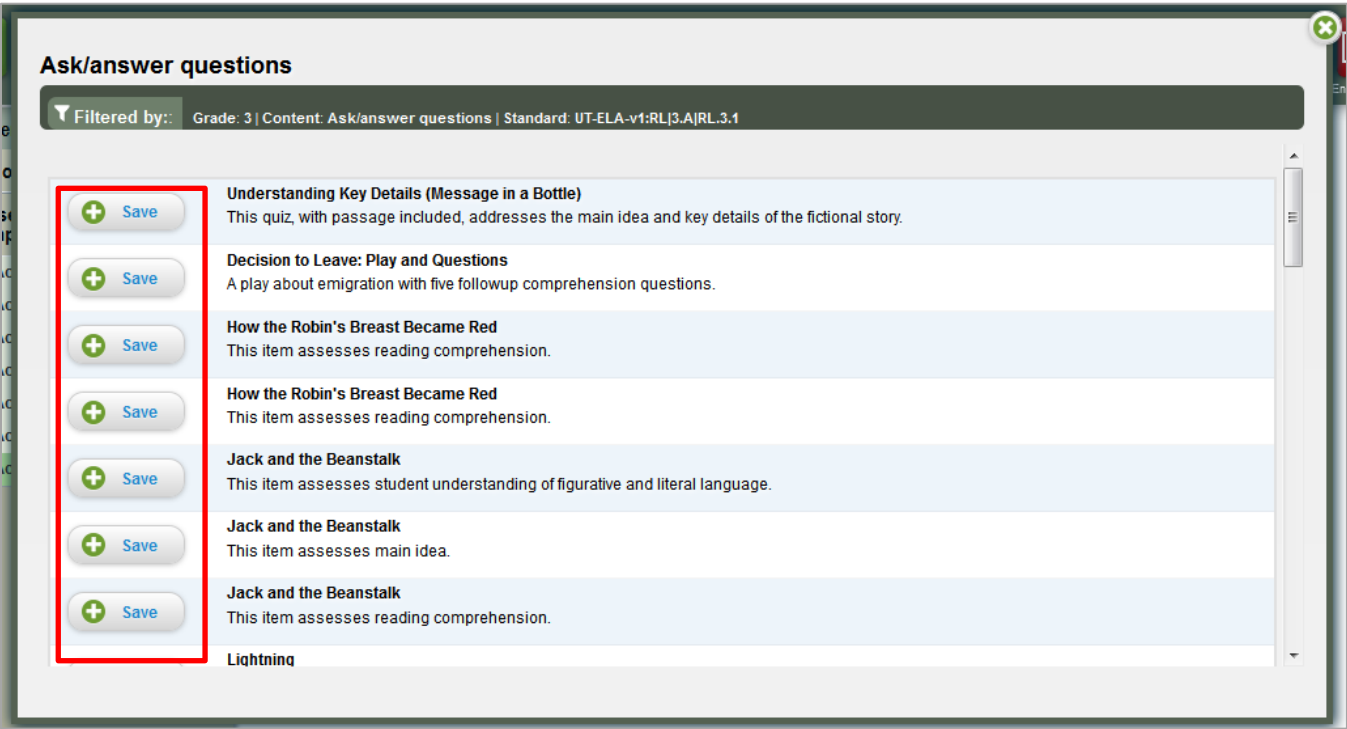 Ask/answer questions
Filtered by:: Grade: 3 | Content: Ask/answer questions | Standard: UT-ELA-v1:RL|3.A|RL.3.1
Save
Understanding Key Details (Message in a Bottle)
This quiz, with passage included, addresses the main idea and key details of the fictional story.
Save
Decision to Leave: Play and Questions
A play about emigration with five followup comprehension questions.
Save
How the Robin's Breast Became Red
This item assesses reading comprehension.
Save
How the Robin's Breast Became Red
This item assesses reading comprehension.
Save
Jack and the Beanstalk
This item assesses student understanding of figurative and literal language.
Save
Jack and the Beanstalk
This item assesses main idea.
Save
Jack and the Beanstalk
This item assesses reading comprehension.
Lightning